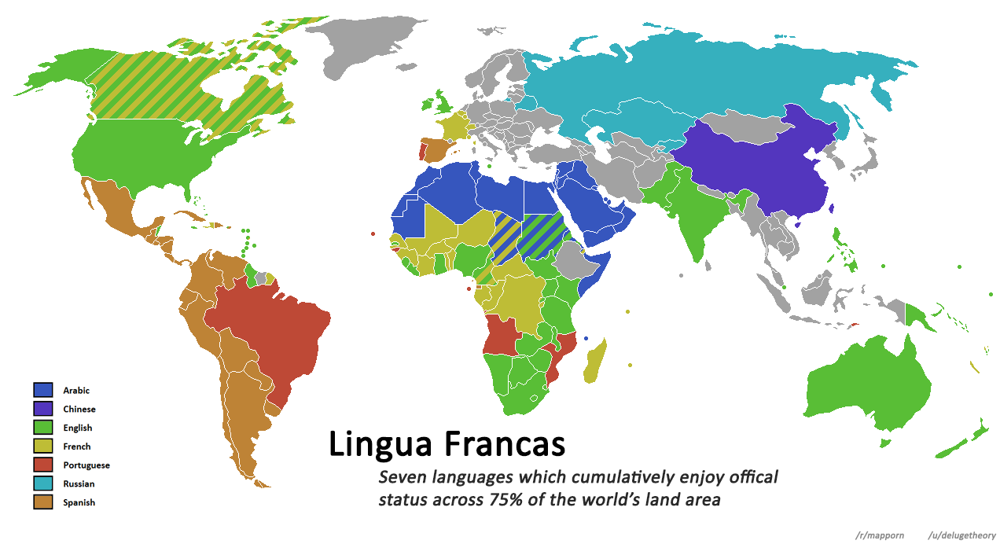 Arabic
Chinese
English
French
Portuguese
Russian
Spanish
Lingua Francas
Seven languages which cumulatively enjoy offical
status across 75% of the world's land area
/r/mapporn /u/delugetheory